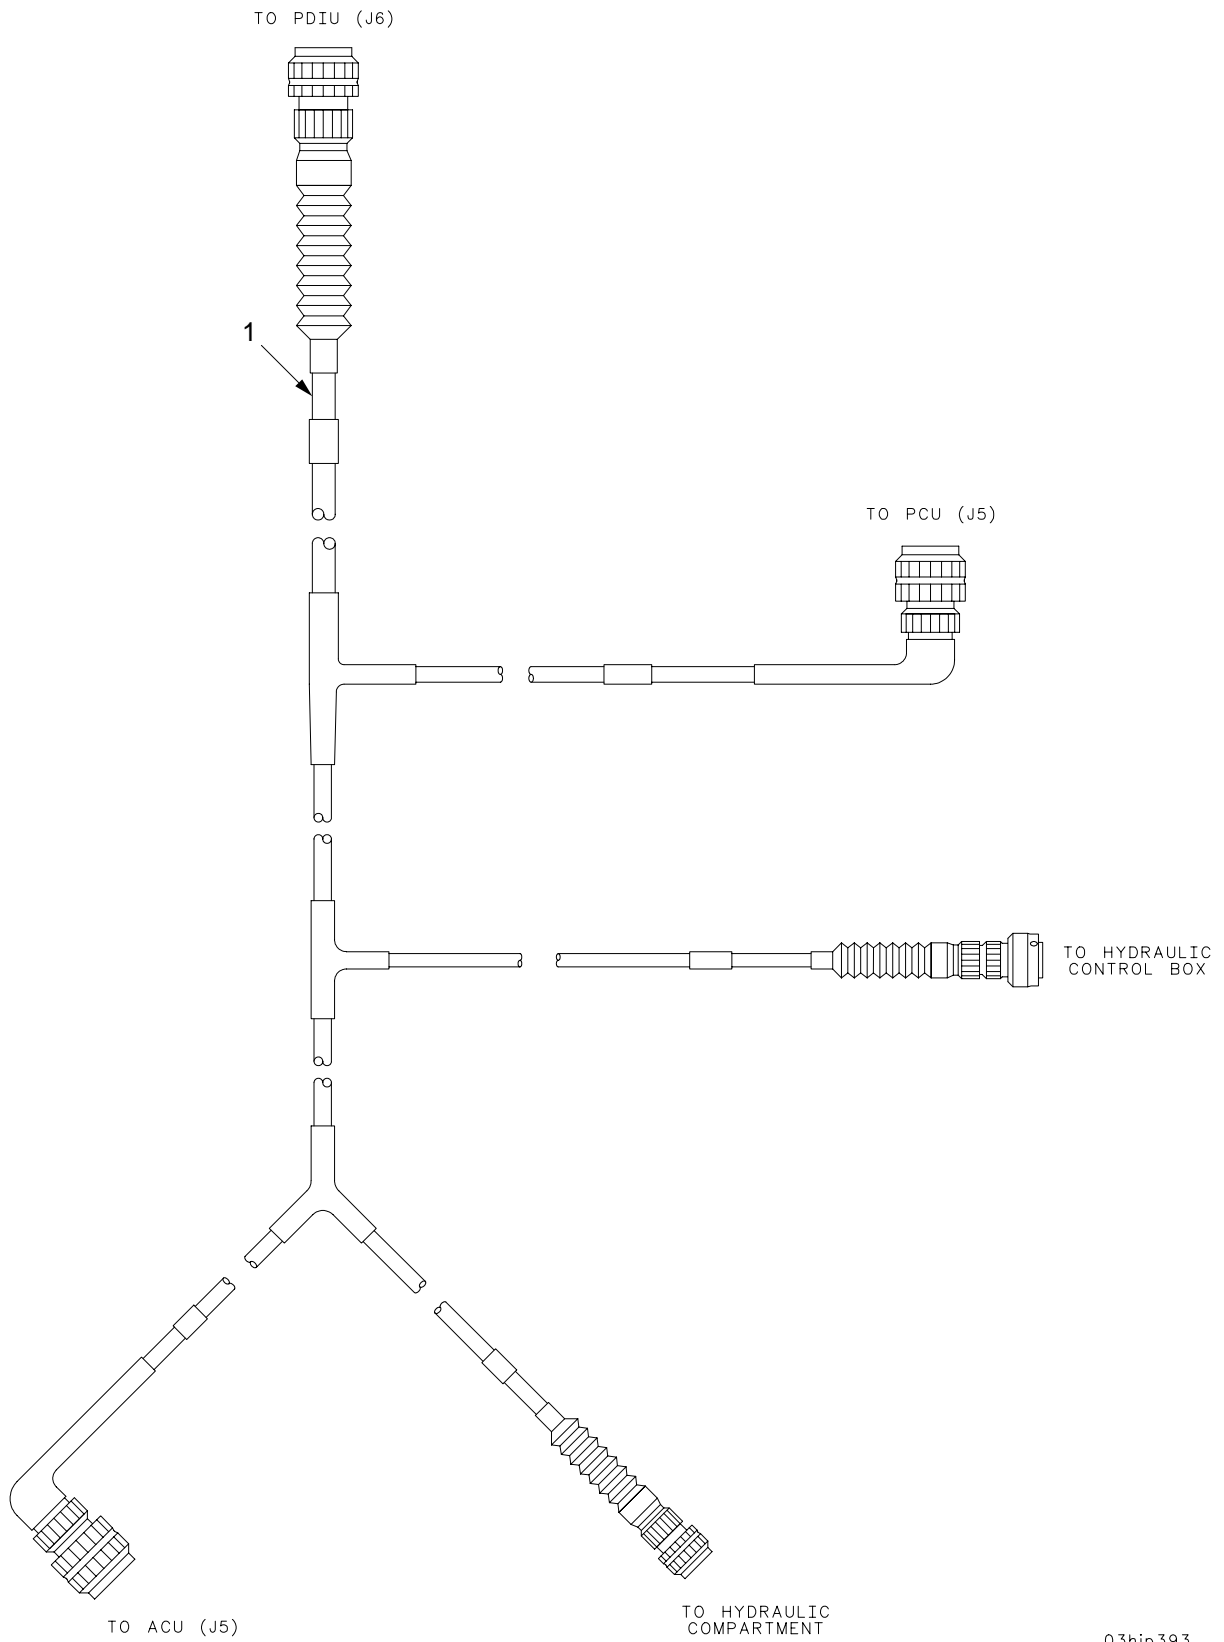 TO PDIU (J6)
1
TO PCU (J5)
TO HYDRAULIC
CONTROL BOX
TO HYDRAULIC
COMPARTMENT
TO ACU (J5)